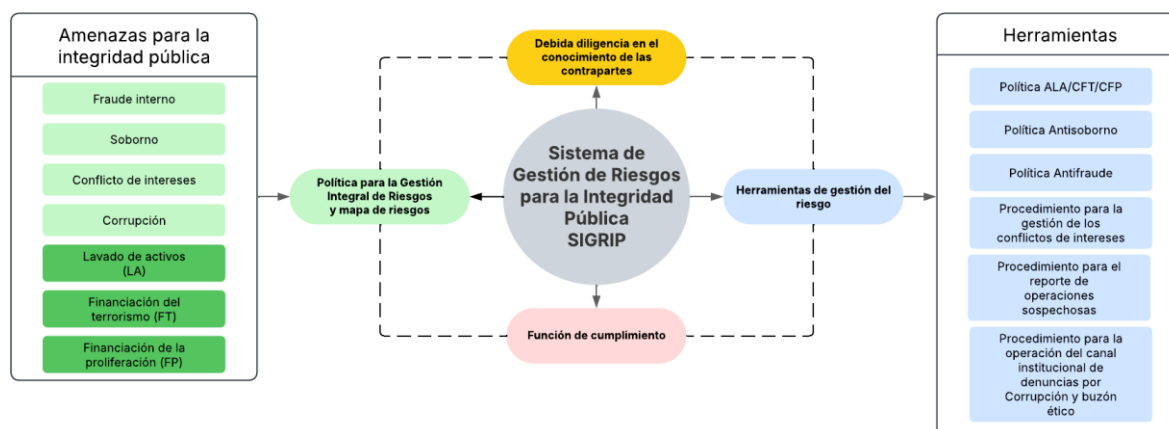 Amenazas para la
integridad pública
Fraude interno
Soborno
Conflicto de intereses
Corrupción
Lavado de activos
(LA)
Financiación del
terrorismo (FT)
Financiación de la
proliferación (FP)
Política para la Gestión
Integral de Riesgos
y mapa de riesgos
Debida diligencia en el
conocimiento de las
contrapartes
Sistema de
Gestión de Riesgos
para la Integridad
Pública
SIGRIP
Función de cumplimiento
Herramientas de gestión del
riesgo
Herramientas
Política ALA/CFT/CFP
Política Antisoborno
Política Antifraude
Procedimiento para la
gestión de los
conflictos de intereses
Procedimiento para el
reporte de
operaciones
sospechosas
Procedimiento para la
operación del canal
institucional de
denuncias por
Corrupción y buzón
ético